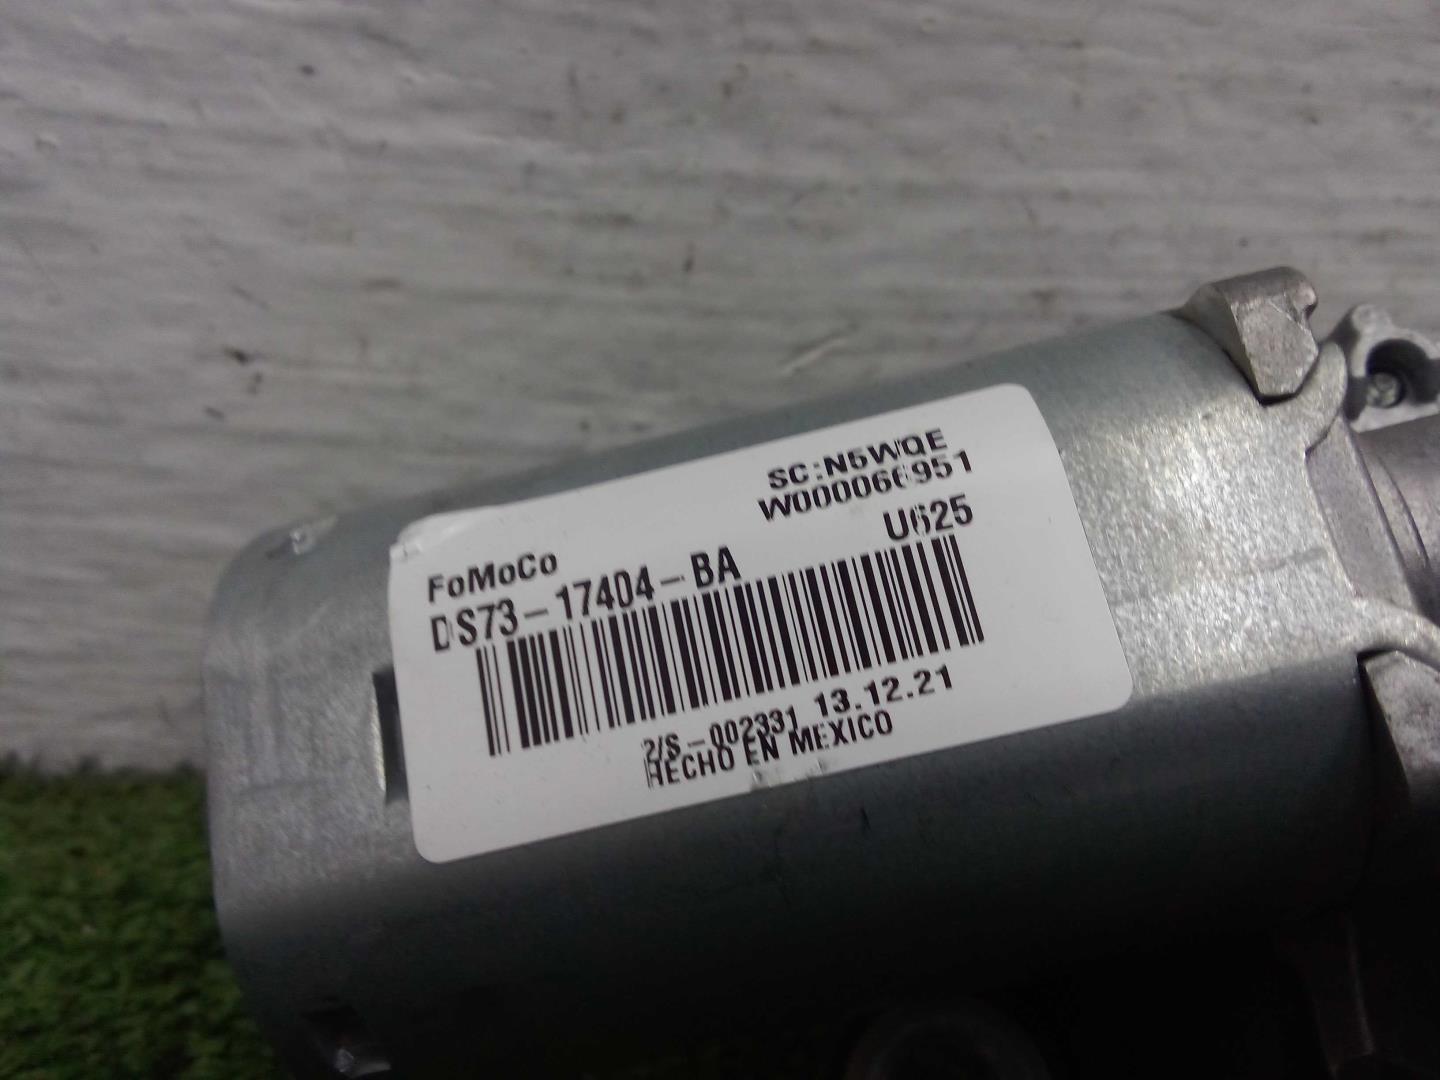 SC:N5WQE
W000066951
U625
FoMoCo
DS73-17404-BA
2/S-002331 13.12.21
HECHO EN MEXICO